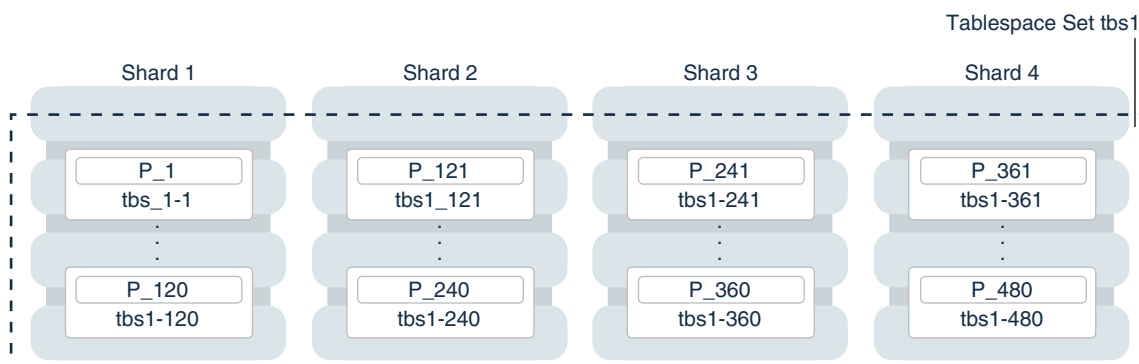 Tablespace Set tbs1
Shard 1
Shard 2
Shard 3
Shard 4
P_1
tbs_1-1
P_121
tbs1_121
P_241
tbs1-241
P_361
tbs1-361
P_120
tbs1-120
P_240
tbs1-240
P_360
tbs1-360
P_480
tbs1-480